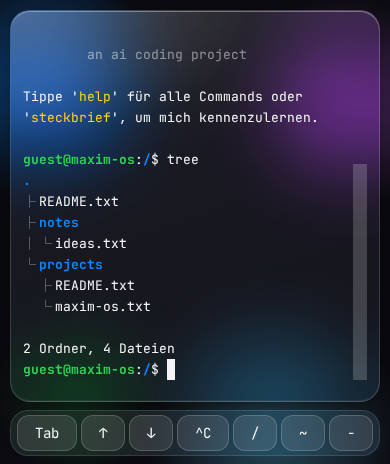 an ai coding project
Tippe 'help' für alle Commands oder
'steckbrief', um mich kennenzulernen.
guest@maxim-os:/$ tree
.
├ README.txt
├ notes
│ └ ideas.txt
└ projects
  ├ README.txt
  └ maxim-os.txt
2 Ordner, 4 Dateien
guest@maxim-os:/$
Tab ↑ ↓ ^C / ~ -